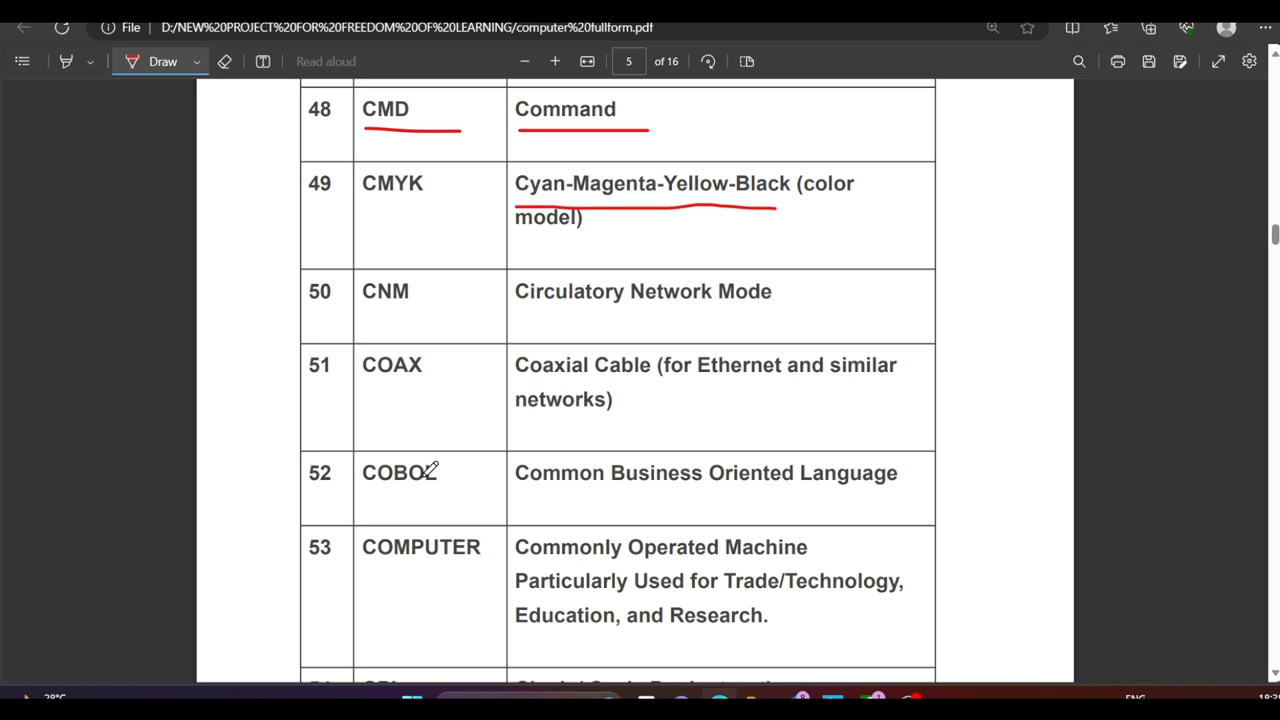 File D:/NEW%20PROJECT%20FOR%20FREEDOM%20OF%20LEARNING/computer%20fullform.pdf
Draw Read aloud 5 of 16
48 CMD Command
49 CMYK Cyan-Magenta-Yellow-Black (color
model)
50 CNM Circulatory Network Mode
51 COAX Coaxial Cable (for Ethernet and similar
networks)
52 COBOL Common Business Oriented Language
53 COMPUTER Commonly Operated Machine
Particularly Used for Trade/Technology,
Education, and Research.
28°C ENG